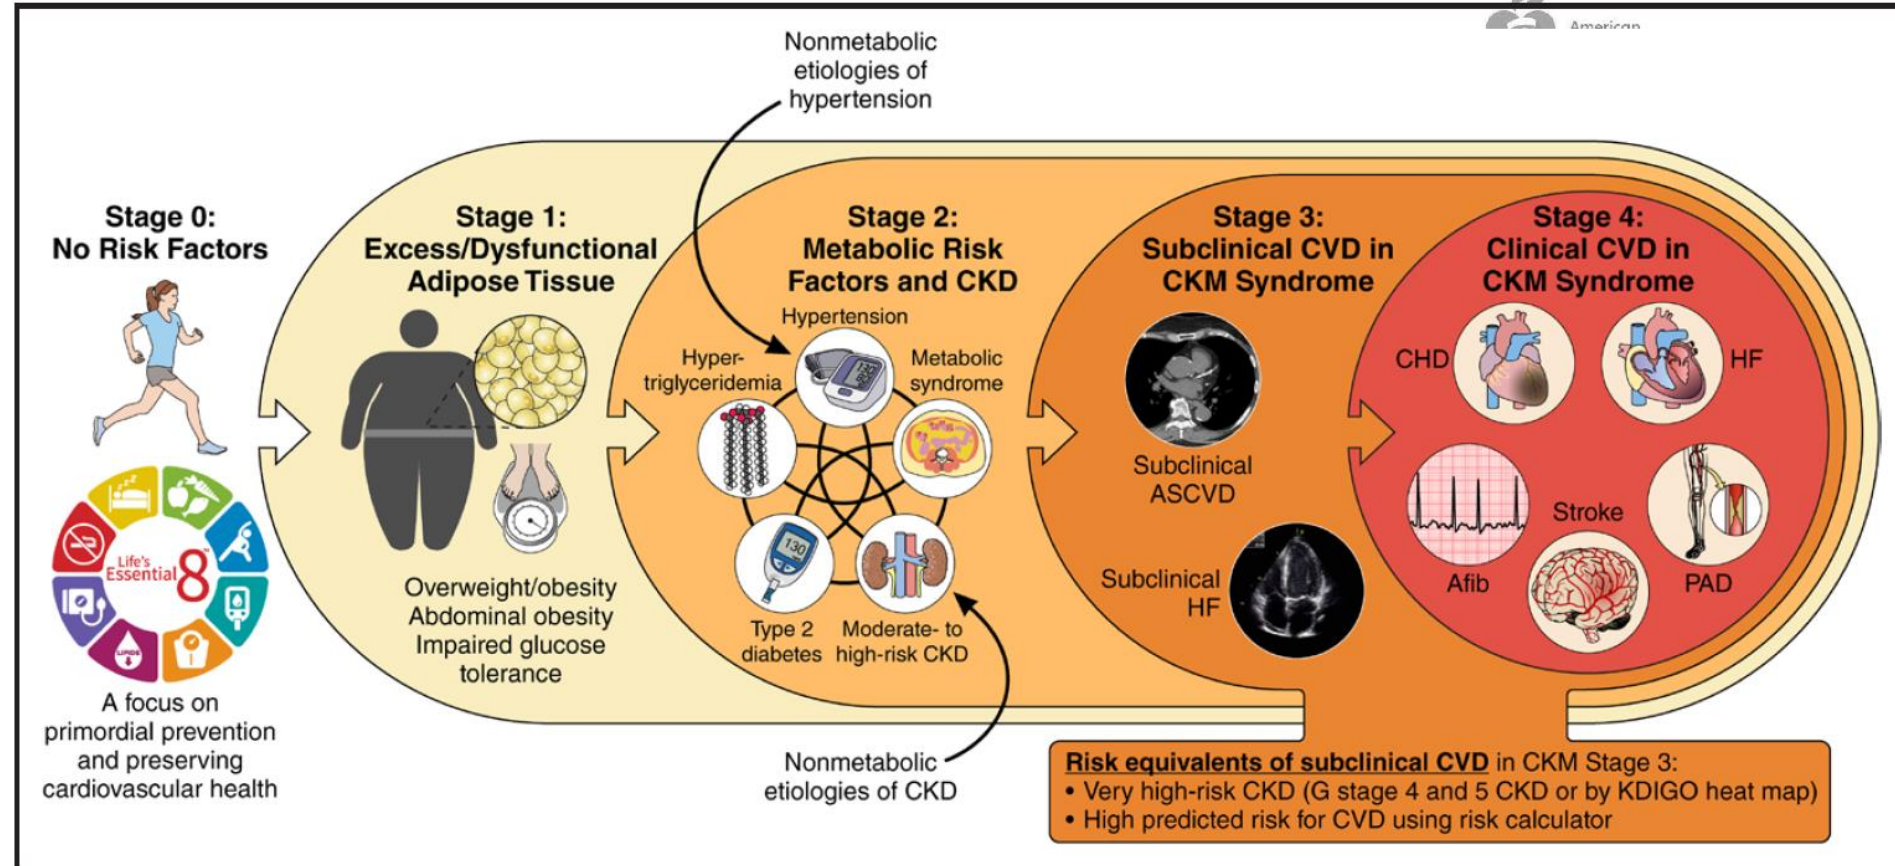 American
Nonmetabolic
etiologies of
hypertension
Stage 0:
No Risk Factors
Life's
Essential 8™
LIPIDS
A focus on
primordial prevention
and preserving
cardiovascular health
Stage 1:
Excess/Dysfunctional
Adipose Tissue
Overweight/obesity
Abdominal obesity
Impaired glucose
tolerance
Stage 2:
Metabolic Risk
Factors and CKD
Hypertension
Hyper-
triglyceridemia
Metabolic
syndrome
130
Type 2
diabetes
Moderate- to
high-risk CKD
Nonmetabolic
etiologies of CKD
Stage 3:
Subclinical CVD in
CKM Syndrome
Subclinical
ASCVD
Subclinical
HF
Stage 4:
Clinical CVD in
CKM Syndrome
CHD
HF
Afib
Stroke
PAD
Risk equivalents of subclinical CVD in CKM Stage 3:
• Very high-risk CKD (G stage 4 and 5 CKD or by KDIGO heat map)
• High predicted risk for CVD using risk calculator